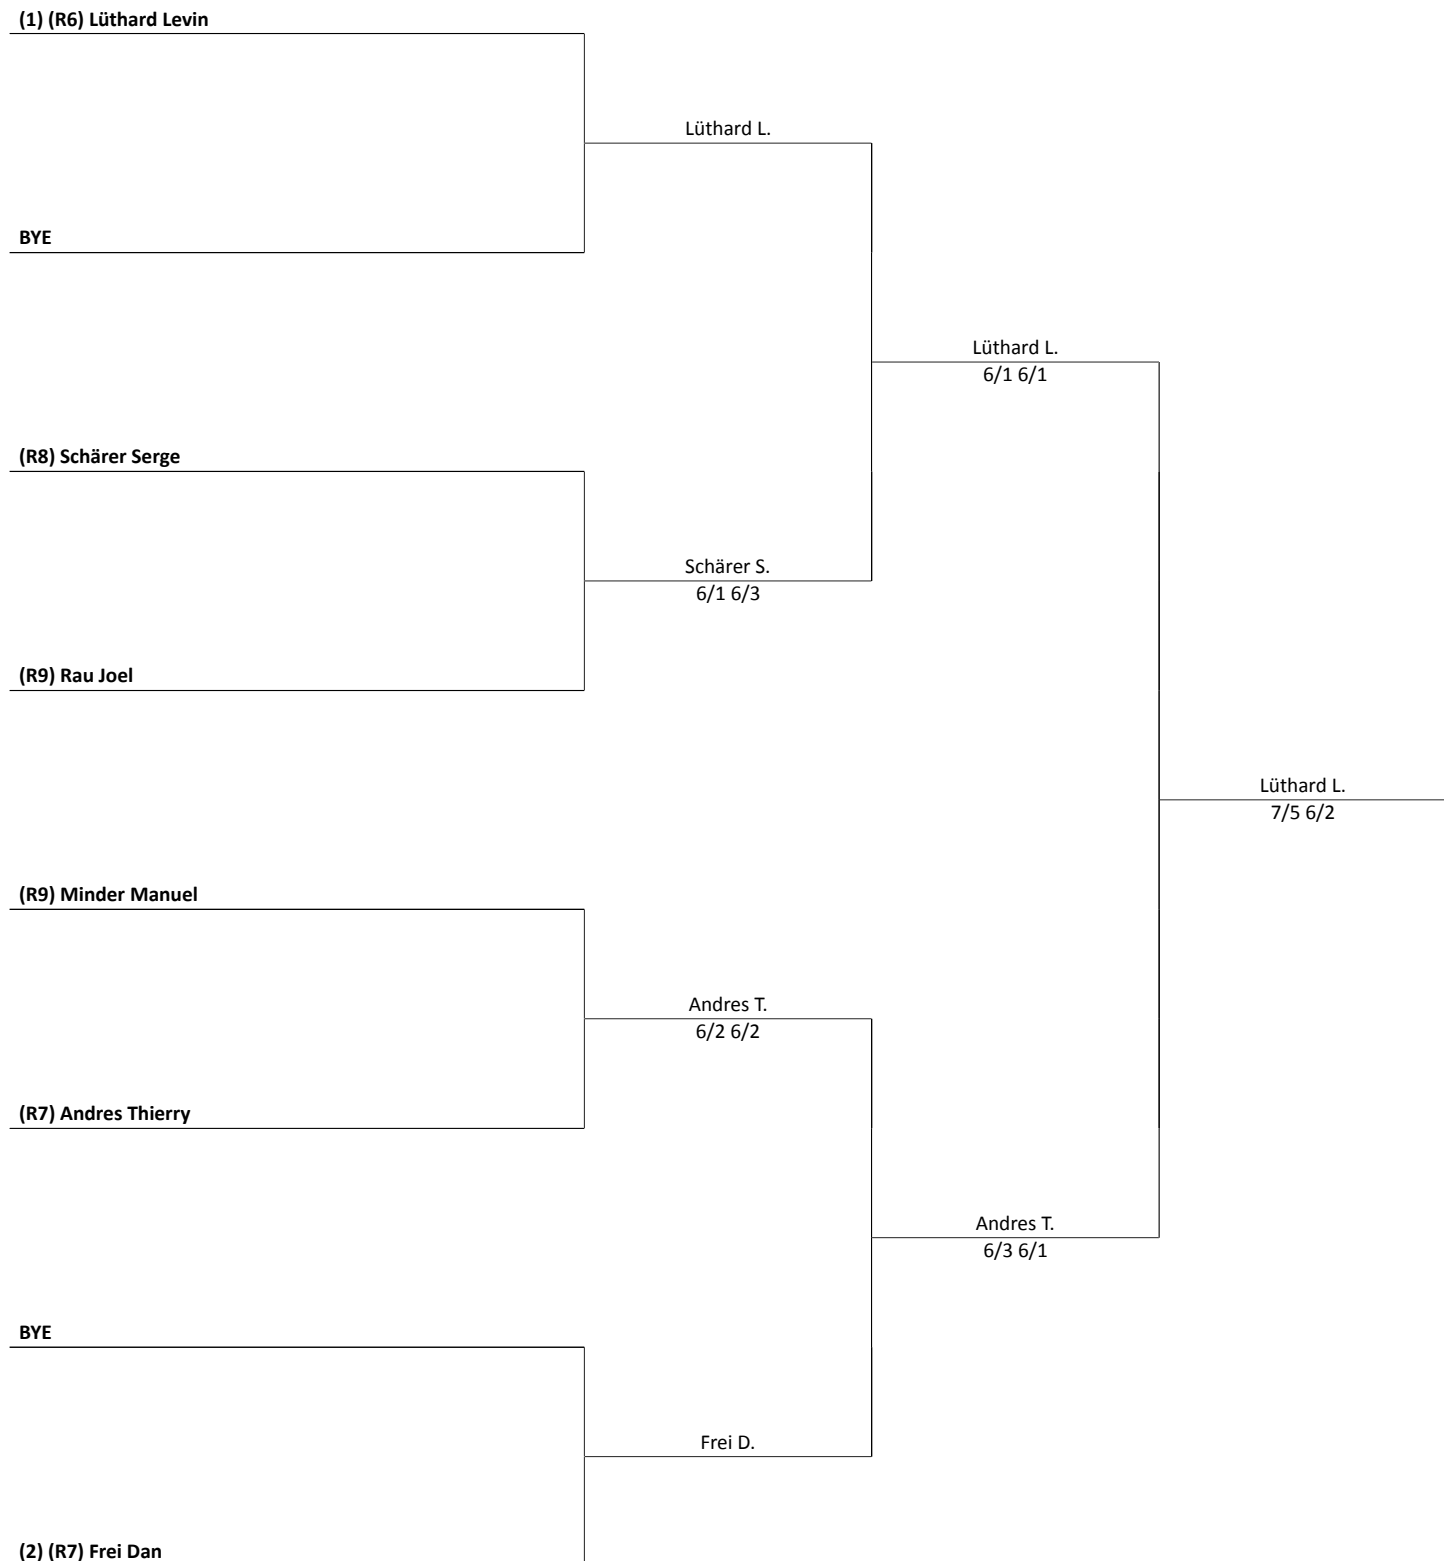 (1) (R6) Lüthard Levin
Lüthard L.
BYE
Lüthard L.
6/1 6/1
(R8) Schärer Serge
Schärer S.
6/1 6/3
(R9) Rau Joel
Lüthard L.
7/5 6/2
(R9) Minder Manuel
Andres T.
6/2 6/2
(R7) Andres Thierry
Andres T.
6/3 6/1
BYE
Frei D.
(2) (R7) Frei Dan